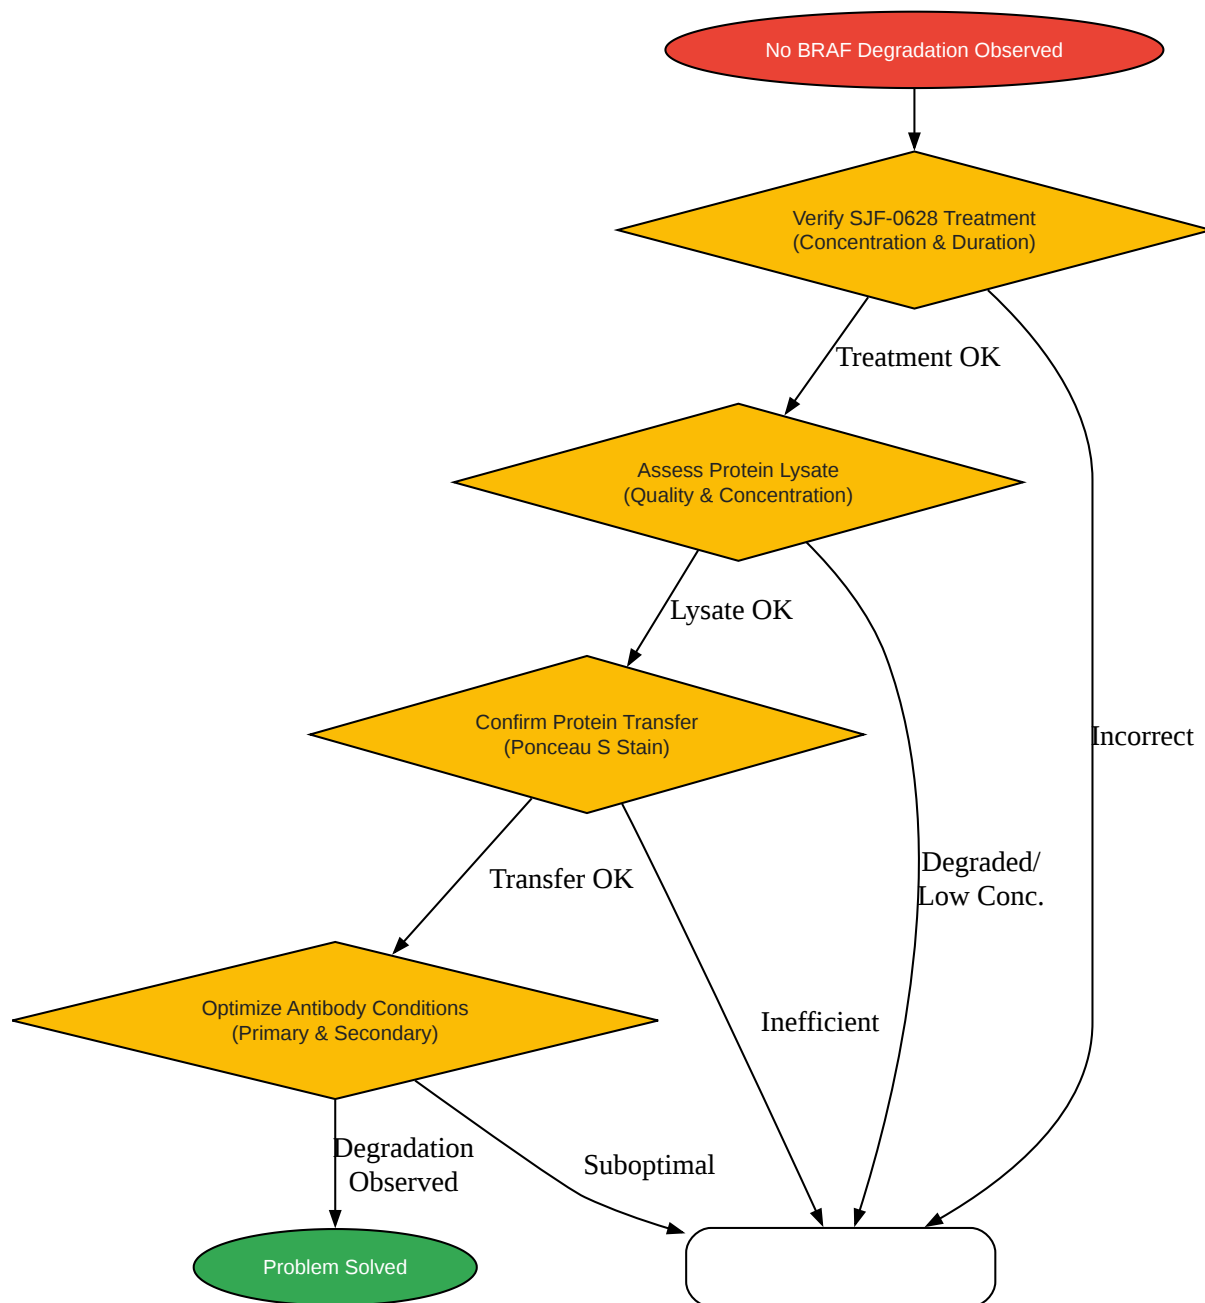 No BRAF Degradation Observed
Verify SJF-0628 Treatment
(Concentration & Duration)
Treatment OK
Assess Protein Lysate
(Quality & Concentration)
Lysate OK
Confirm Protein Transfer
(Ponceau S Stain)
Incorrect
Degraded/
Low Conc.
Transfer OK
Optimize Antibody Conditions
(Primary & Secondary)
Inefficient
Degradation
Observed
Suboptimal
Problem Solved